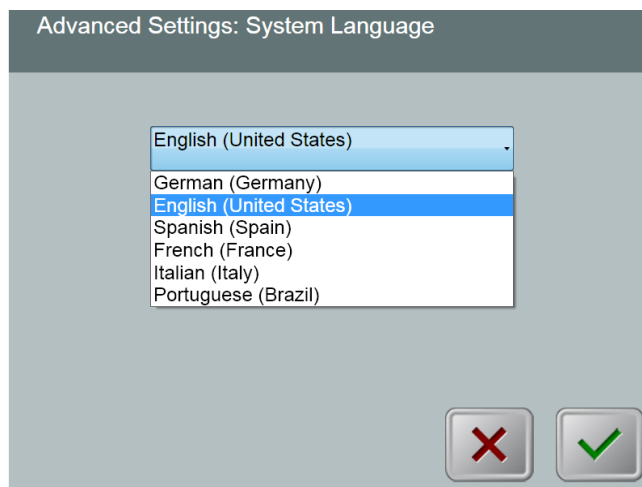 Advanced Settings: System Language
English (United States)
German (Germany)
English (United States)
Spanish (Spain)
French (France)
Italian (Italy)
Portuguese (Brazil)